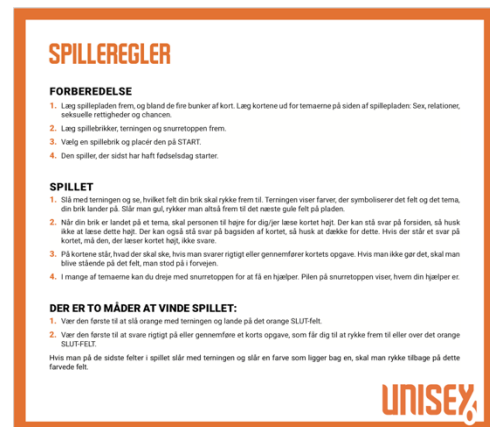 SPILLEREGLER
FORBEREDELSE
1. Læg spillepladen frem, og bland de fire bunker af kort. Læg kortene ud for temaerne på siden af spillepladen: Sex, relationer,
seksuelle rettigheder og chancen.
2. Læg spillebrikker, terningen og snurretoppen frem.
3. Vælg en spillebrik og placér den på START.
4. Den spiller, der sidst har haft fødselsdag starter.
SPILLET
1. Slå med terningen og se, hvilket felt din brik skal rykke frem til. Terningen viser farver, der symboliserer det felt og det tema,
din brik lander på. Slår man gul, rykker man altså frem til det næste gule felt på pladen.
2. Når din brik er landet på et tema, skal personen til højre for dig/jer læse kortet højt. Der kan stå svar på forsiden, så husk
ikke at læse dette højt. Der kan også stå svar på bagsiden af kortet, så husk at dække for dette. Hvis der står et svar på
kortet, må den, der læser kortet højt, ikke svare.
3. På kortene står, hvad der skal ske, hvis man svarer rigtigt eller gennemfører kortets opgave. Hvis man ikke gør det, skal man
blive stående på det felt, man stod på i forvejen.
4. I mange af temaerne kan du dreje med snurretoppen for at få en hjælper. Pilen på snurretoppen viser, hvem din hjælper er.
DER ER TO MÅDER AT VINDE SPILLET:
1. Vær den første til at slå orange med terningen og lande på det orange SLUT-felt.
2. Vær den første til at svare rigtigt på eller gennemføre et korts opgave, som får dig til at rykke frem til eller over det orange
SLUT-FELT.
Hvis man på de sidste felter i spillet slår med terningen og slår en farve som ligger bag en, skal man rykke tilbage på dette
farvede felt.
UNISEX